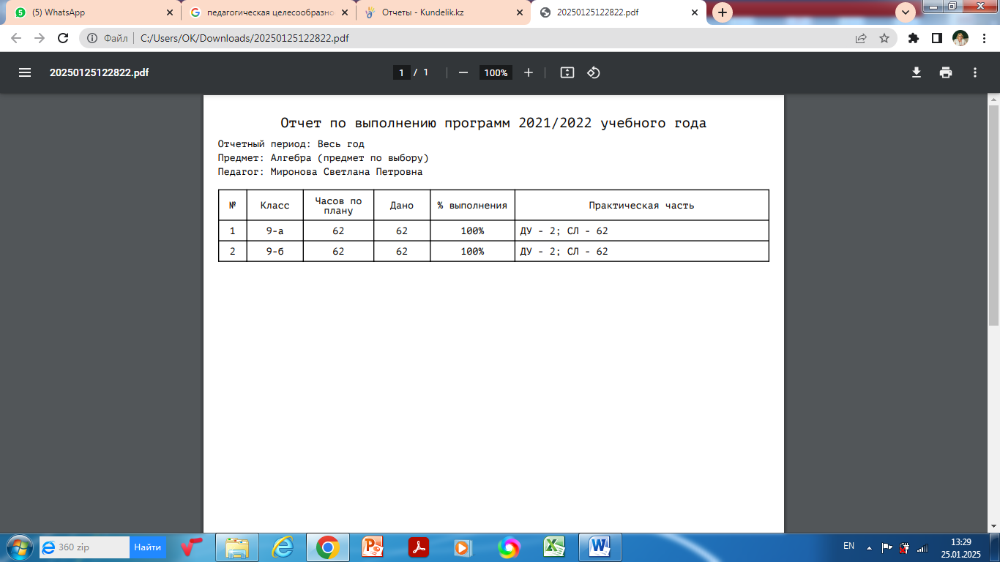 5 (5) WhatsApp
педагогическая целесообразно
Отчеты - Kundelik.kz
20250125122822.pdf
Файл C:/Users/OK/Downloads/20250125122822.pdf
20250125122822.pdf 1 / 1 100%
Отчет по выполнению программ 2021/2022 учебного года
Отчетный период: Весь год
Предмет: Алгебра (предмет по выбору)
Педагог: Миронова Светлана Петровна
№ Класс Часов по плану Дано % выполнения Практическая часть
1 9-а 62 62 100% ДУ - 2; СЛ - 62
2 9-б 62 62 100% ДУ - 2; СЛ - 62
360 zip Найти
EN 13:29
25.01.2025